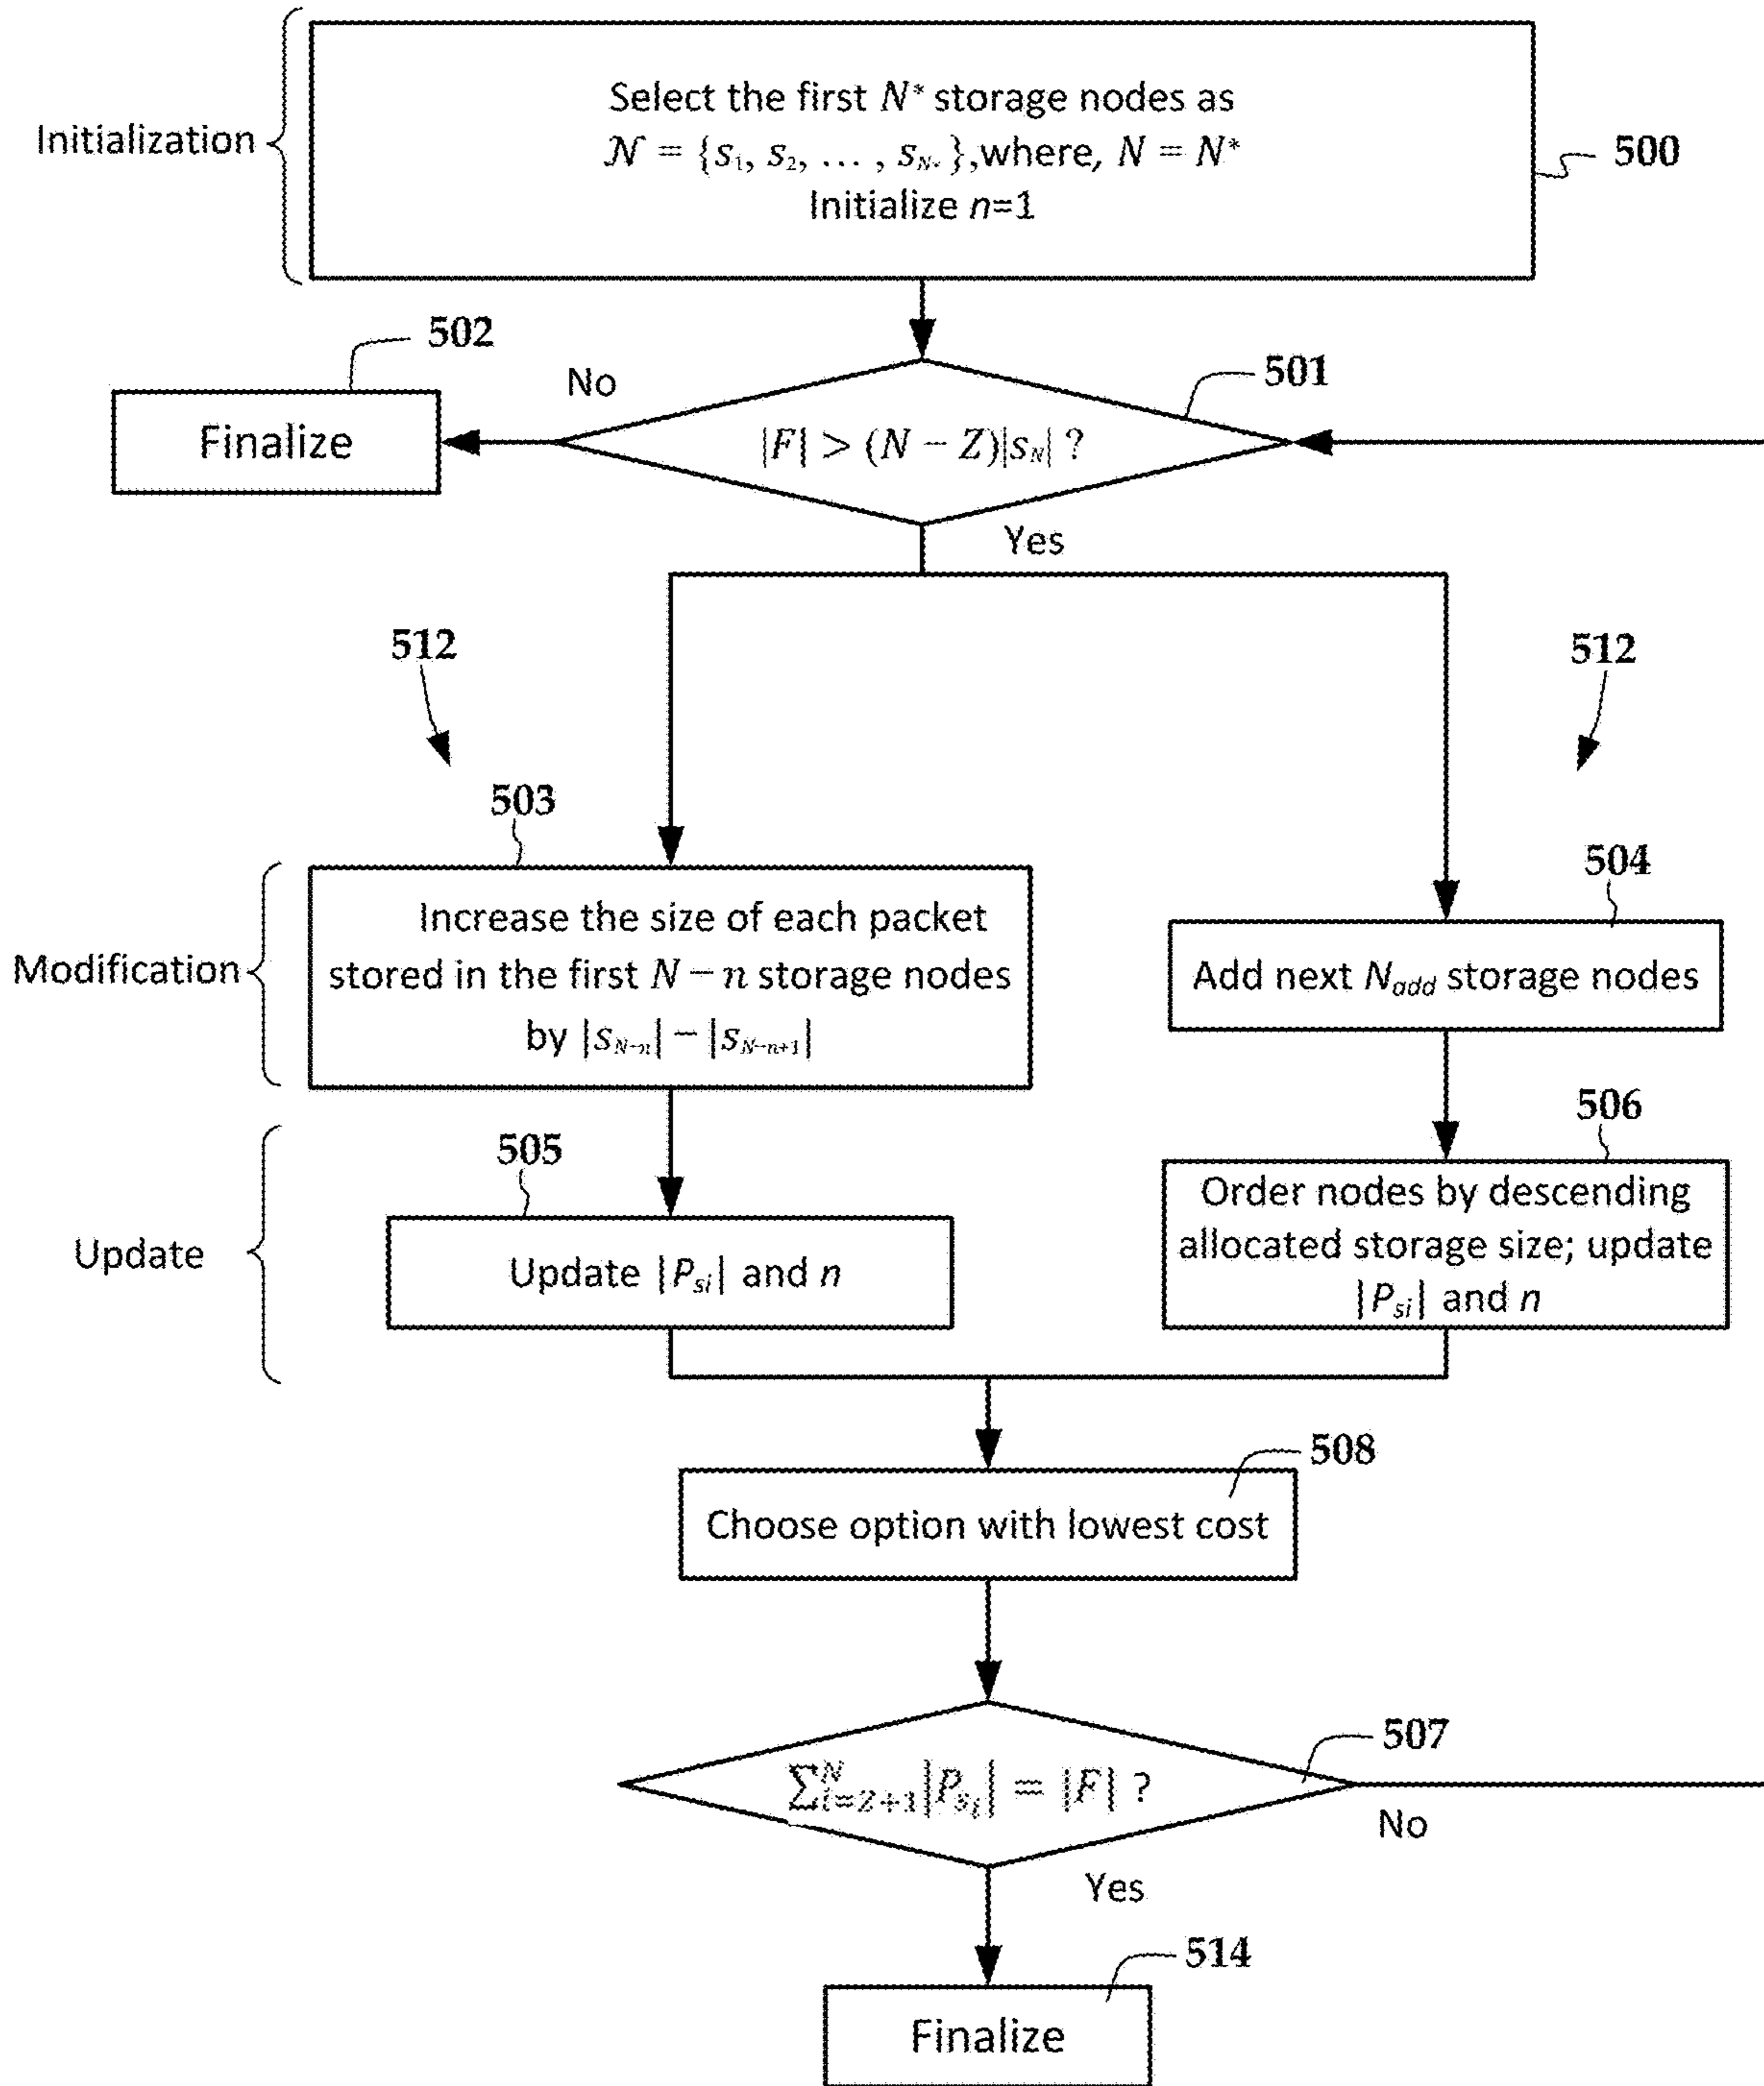 Initialization
Select the first N* storage nodes as
𝒩 = {s₁, s₂, … , s_N*},where, N = N*
Initialize n=1
500
502
Finalize
No
501
|F| > (N − Z)|s_N| ?
Yes
512
512
503
504
Modification
Increase the size of each packet
stored in the first N − n storage nodes
by |s_N−n| − |s_N−n+1|
Add next N_add storage nodes
506
505
Update
Update |P_si| and n
Order nodes by descending
allocated storage size; update
|P_si| and n
508
Choose option with lowest cost
507
∑_i=Z+1^N |P_s_i| = |F| ?
No
Yes
514
Finalize